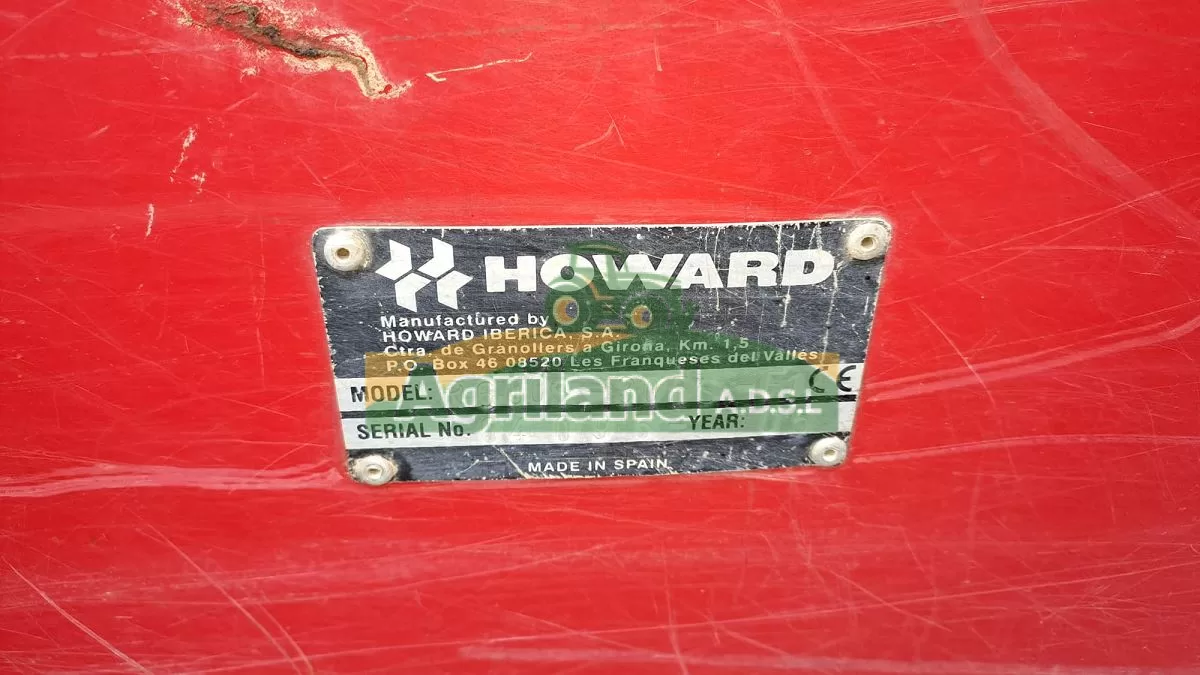 HOWARD
Manufactured by
HOWARD IBERICA, S.A.
Ctra. de Granollers a Girona, Km. 1,5
P.O. Box 46 08520 Les Franqueses del Vallés
CE
MODEL:
Agriland A.D.S.L
SERIAL No. YEAR:
MADE IN SPAIN